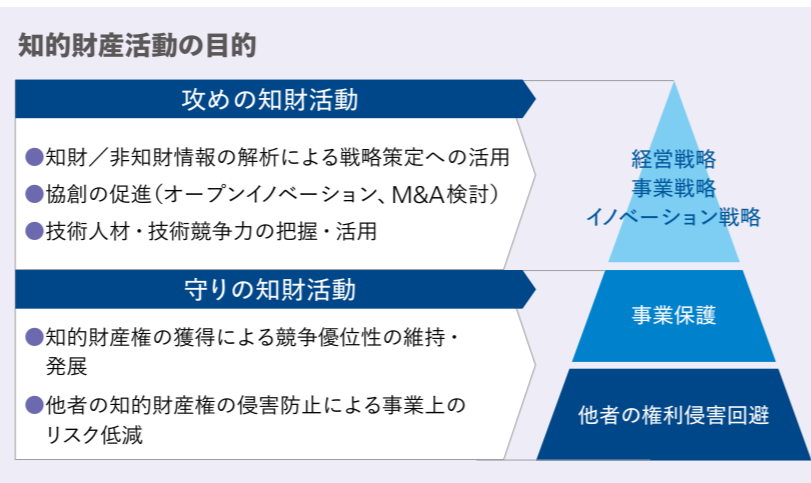 知的財産活動の目的
攻めの知財活動
●知財／非知財情報の解析による戦略策定への活用
●協創の促進（オープンイノベーション、M&A検討）
●技術人材・技術競争力の把握・活用
守りの知財活動
●知的財産権の獲得による競争優位性の維持・
発展
●他者の知的財産権の侵害防止による事業上の
リスク低減
経営戦略
事業戦略
イノベーション戦略
事業保護
他者の権利侵害回避